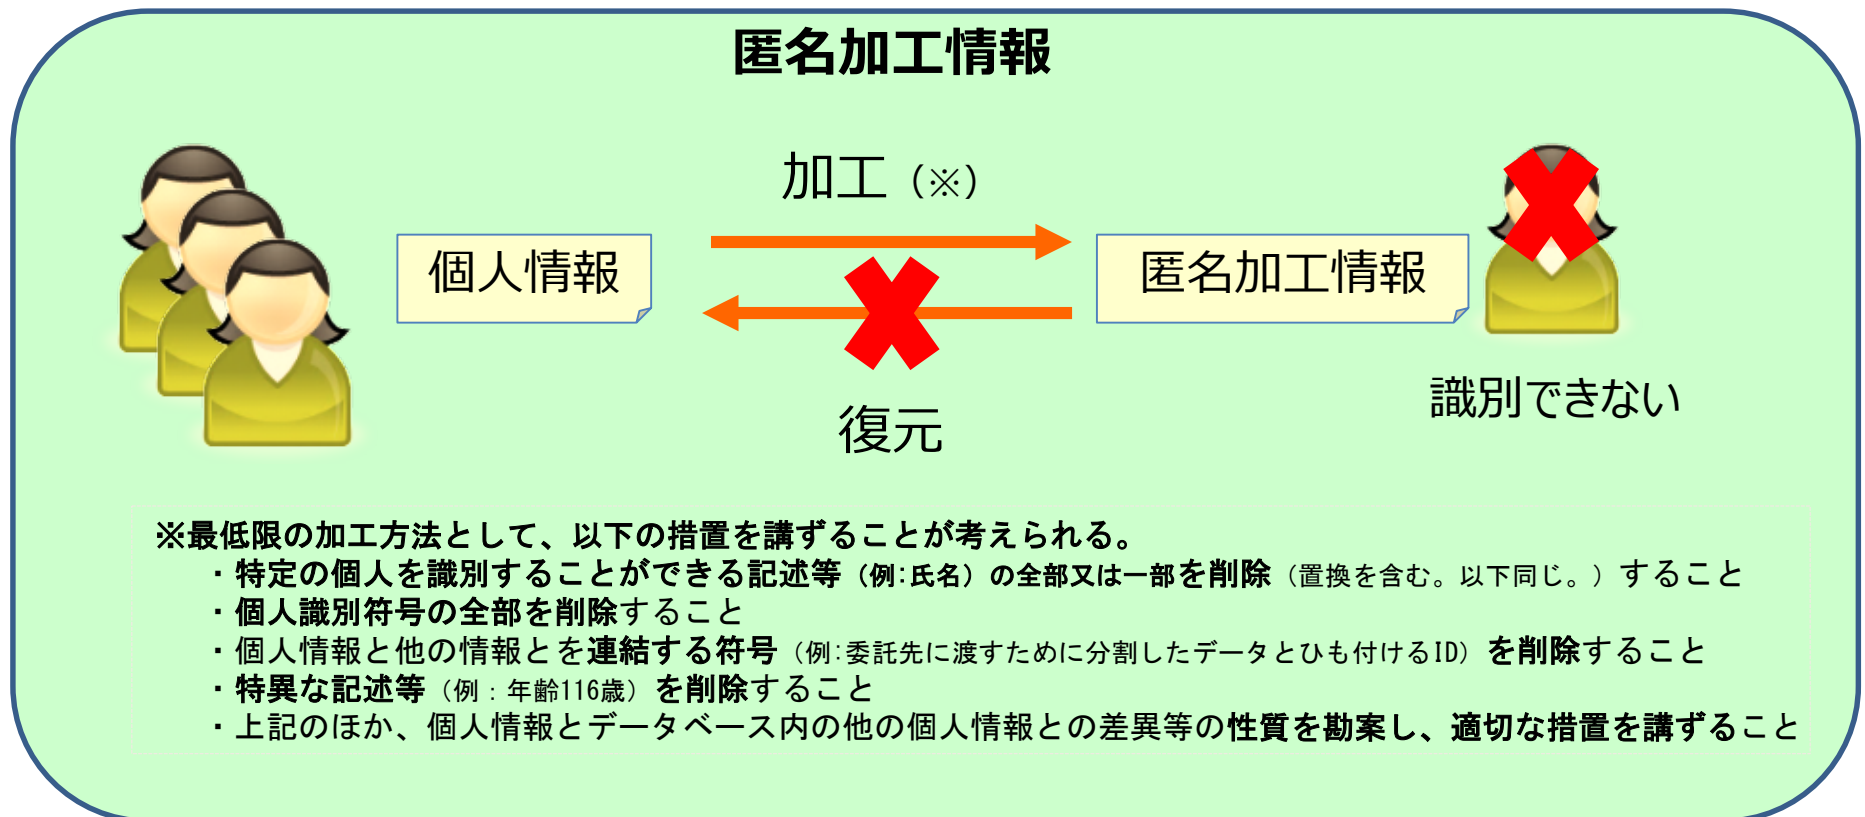 匿名加工情報
加工（※）
個人情報
匿名加工情報
復元
識別できない
※最低限の加工方法として、以下の措置を講ずることが考えられる。
・特定の個人を識別することができる記述等（例:氏名）の全部又は一部を削除（置換を含む。以下同じ。）すること
・個人識別符号の全部を削除すること
・個人情報と他の情報とを連結する符号（例:委託先に渡すために分割したデータとひも付けるID）を削除すること
・特異な記述等（例：年齢116歳）を削除すること
・上記のほか、個人情報とデータベース内の他の個人情報との差異等の性質を勘案し、適切な措置を講ずること